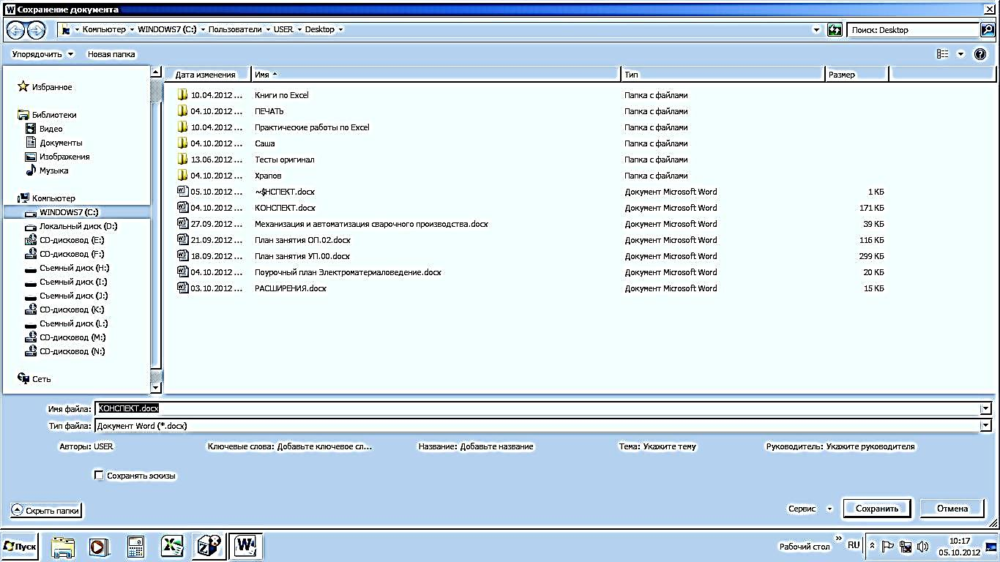 Сохранение документа
Компьютер WINDOWS7 (C:) Пользователи USER Desktop
Поиск: Desktop
Упорядочить Новая папка
Избранное
Библиотеки
Видео
Документы
Изображения
Музыка
Компьютер
WINDOWS7 (C:)
Локальный диск (D:)
CD-дисковод (E:)
CD-дисковод (F:)
Съемный диск (H:)
Съемный диск (I:)
Съемный диск (J:)
CD-дисковод (K:)
Съемный диск (L:)
CD-дисковод (M:)
CD-дисковод (N:)
Сеть
Дата изменения Имя Тип Размер
10.04.2012 ... Книги по Excel Папка с файлами
04.10.2012 ... ПЕЧАТЬ Папка с файлами
10.04.2012 ... Практические работы по Excel Папка с файлами
04.10.2012 ... Саша Папка с файлами
13.06.2012 ... Тесты оригинал Папка с файлами
04.10.2012 ... Храпов Папка с файлами
05.10.2012 ... ~$НСПЕКТ.docx Документ Microsoft Word 1 КБ
04.10.2012 ... КОНСПЕКТ.docx Документ Microsoft Word 171 КБ
27.09.2012 ... Механизация и автоматизация сварочного производства.docx Документ Microsoft Word 39 КБ
21.09.2012 ... План занятия ОП.02.docx Документ Microsoft Word 116 КБ
18.09.2012 ... План занятия УП.00.docx Документ Microsoft Word 299 КБ
04.10.2012 ... Поурочный план Электроматериаловедение.docx Документ Microsoft Word 20 КБ
03.10.2012 ... РАСШИРЕНИЯ.docx Документ Microsoft Word 15 КБ
Имя файла: КОНСПЕКТ.docx
Тип файла: Документ Word (*.docx)
Авторы: USER Ключевые слова: Добавьте ключевое сл... Название: Добавьте название Тема: Укажите тему Руководитель: Укажите руководителя
Сохранять эскизы
Скрыть папки Сервис Сохранить Отмена
Пуск Рабочий стол » RU 10:17
05.10.2012